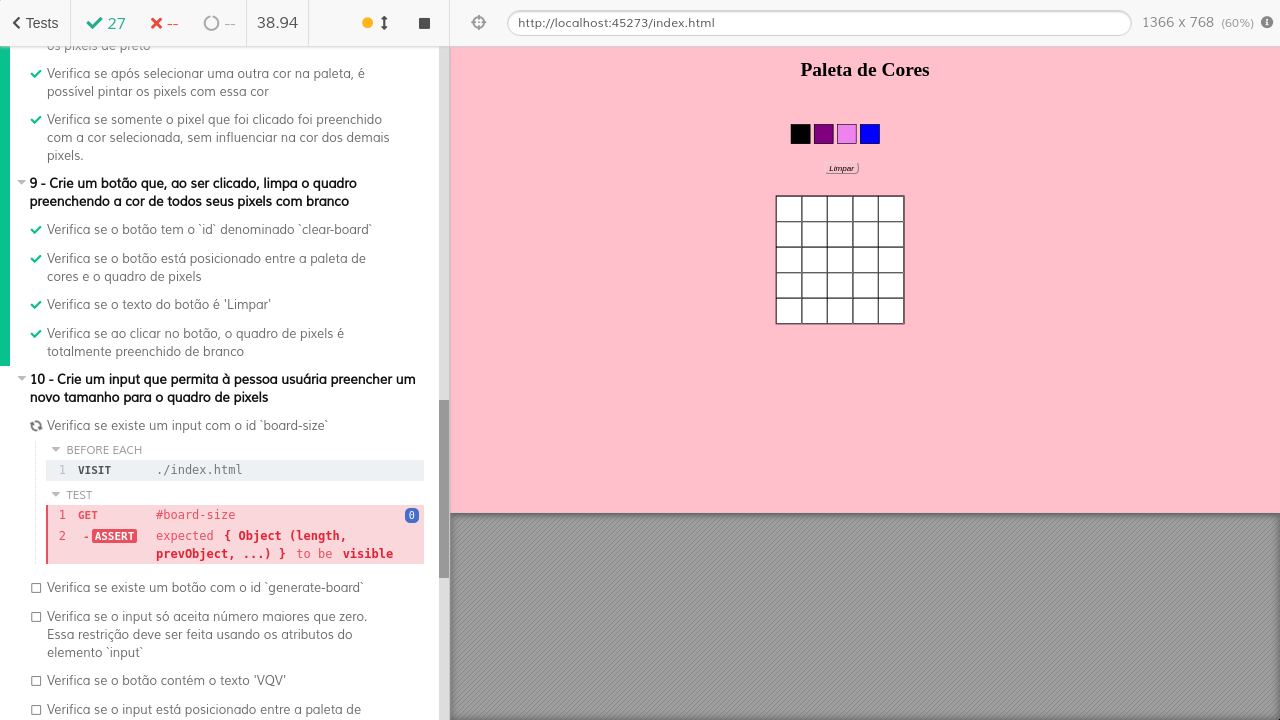 Tests
27
--
--
38.94
http://localhost:45273/index.html
1366 x 768 (60%)
os pixels de preto
Verifica se após selecionar uma outra cor na paleta, é
possível pintar os pixels com essa cor
Verifica se somente o pixel que foi clicado foi preenchido
com a cor selecionada, sem influenciar na cor dos demais
pixels.
9 - Crie um botão que, ao ser clicado, limpa o quadro
preenchendo a cor de todos seus pixels com branco
Verifica se o botão tem o `id` denominado `clear-board`
Verifica se o botão está posicionado entre a paleta de
cores e o quadro de pixels
Verifica se o texto do botão é 'Limpar'
Verifica se ao clicar no botão, o quadro de pixels é
totalmente preenchido de branco
10 - Crie um input que permita à pessoa usuária preencher um
novo tamanho para o quadro de pixels
Verifica se existe um input com o id `board-size`
BEFORE EACH
1 VISIT ./index.html
TEST
1 GET #board-size 0
2 -ASSERT expected { Object (length,
prevObject, ...) } to be visible
Verifica se existe um botão com o id `generate-board`
Verifica se o input só aceita número maiores que zero.
Essa restrição deve ser feita usando os atributos do
elemento `input`
Verifica se o botão contém o texto 'VQV'
Verifica se o input está posicionado entre a paleta de
Paleta de Cores
Limpar